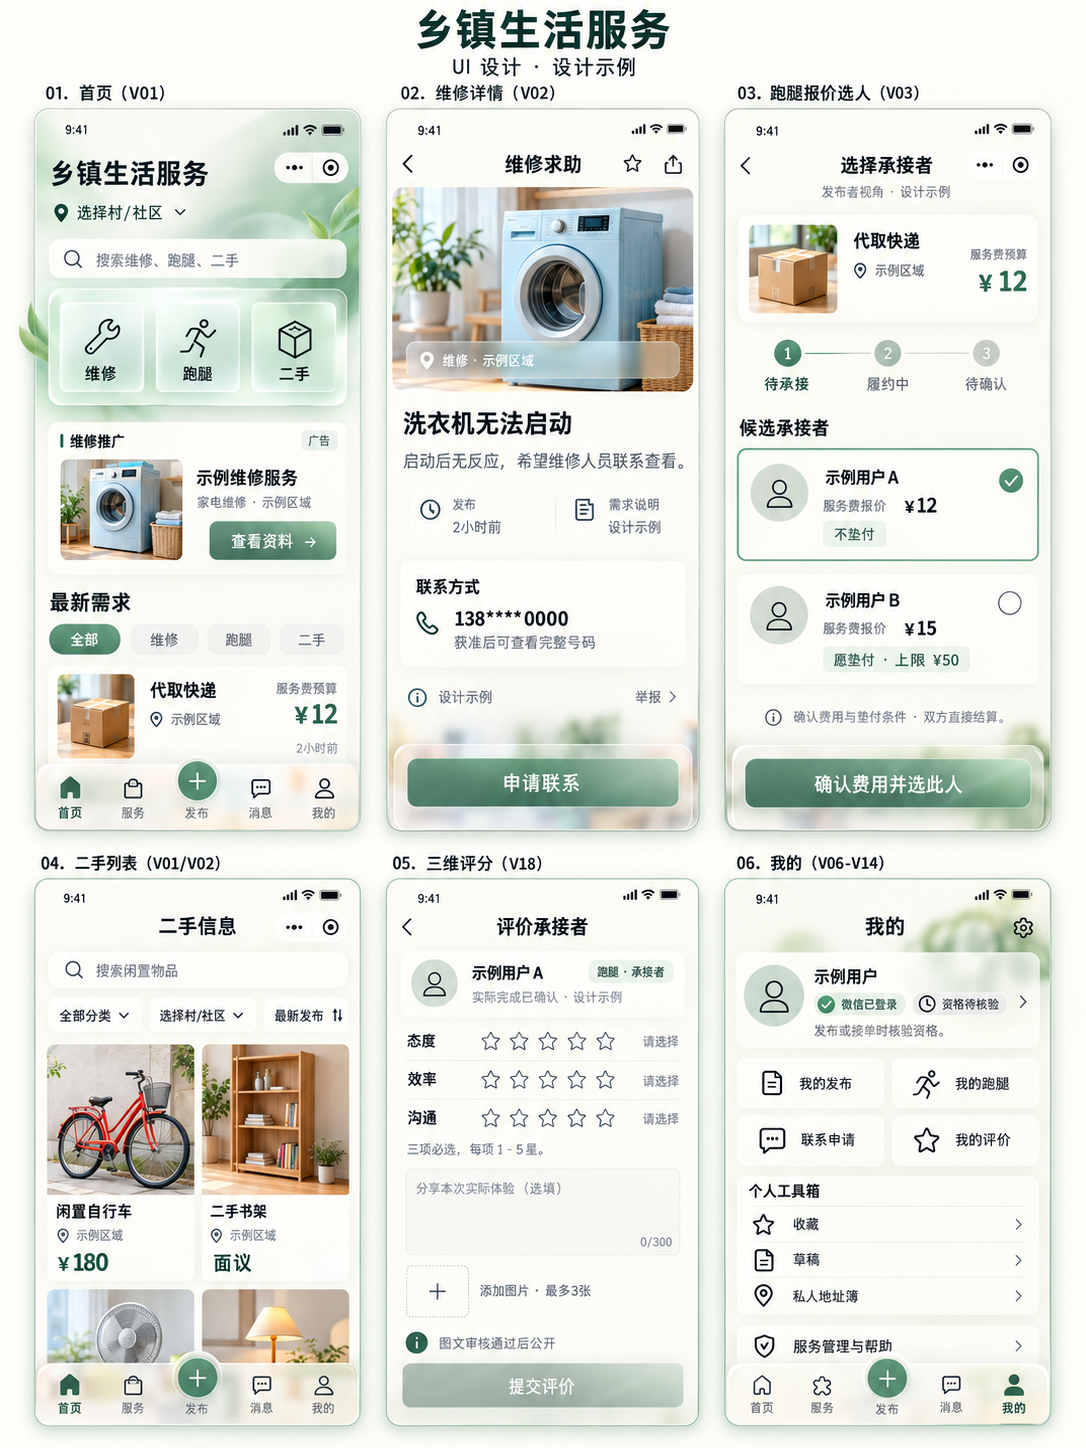 乡镇生活服务
UI 设计 · 设计示例
01. 首页（V01）
9:41
乡镇生活服务
选择村/社区
搜索维修、跑腿、二手
维修
跑腿
二手
维修推广
广告
示例维修服务
家电维修 · 示例区域
查看资料 →
最新需求
全部
维修
跑腿
二手
代取快递
服务费预算
示例区域
¥12
2小时前
首页
服务
发布
消息
我的
02. 维修详情（V02）
9:41
维修求助
维修 · 示例区域
洗衣机无法启动
启动后无反应，希望维修人员联系查看。
发布
2小时前
需求说明
设计示例
联系方式
138****0000
获准后可查看完整号码
设计示例
举报
申请联系
03. 跑腿报价选人（V03）
9:41
选择承接者
发布者视角 · 设计示例
代取快递
示例区域
服务费预算
¥12
1
2
3
待承接
履约中
待确认
候选承接者
示例用户A
服务费报价 ¥12
不垫付
示例用户B
服务费报价 ¥15
愿垫付 · 上限 ¥50
确认费用与垫付条件 · 双方直接结算。
确认费用并选此人
04. 二手列表（V01/V02）
9:41
二手信息
搜索闲置物品
全部分类
选择村/社区
最新发布
闲置自行车
示例区域
¥180
二手书架
示例区域
面议
首页
服务
发布
消息
我的
05. 三维评分（V18）
9:41
评价承接者
示例用户A
跑腿 · 承接者
实际完成已确认 · 设计示例
态度
请选择
效率
请选择
沟通
请选择
三项必选，每项 1 - 5 星。
分享本次实际体验（选填）
0/300
添加图片 · 最多3张
图文审核通过后公开
提交评价
06. 我的（V06-V14）
9:41
我的
示例用户
微信已登录
资格待核验
发布或接单时核验资格。
我的发布
我的跑腿
联系申请
我的评价
个人工具箱
收藏
草稿
私人地址簿
服务管理与帮助
首页
服务
发布
消息
我的